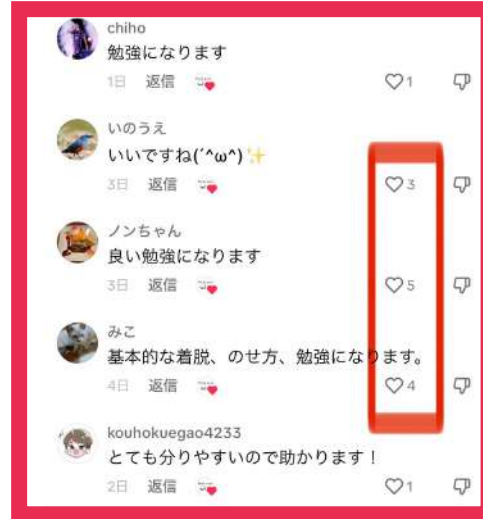 chiho
勉強になります
1日 返信 1
いのうえ
いいですね(´^ω^)✨
3日 返信 3
ノンちゃん
良い勉強になります
3日 返信 5
みこ
基本的な着脱、のせ方、勉強になります。
4日 返信 4
kouhokuegao4233
とても分りやすいので助かります！
2日 返信 1